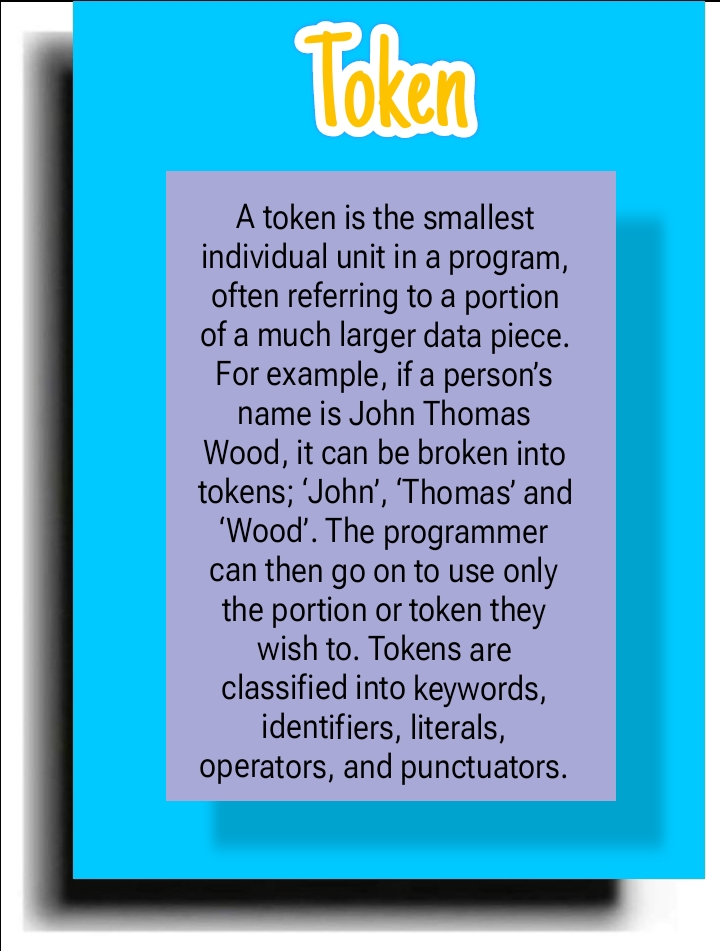 Token
A token is the smallest
individual unit in a program,
often referring to a portion
of a much larger data piece.
For example, if a person’s
name is John Thomas
Wood, it can be broken into
tokens; ‘John’, ‘Thomas’ and
‘Wood’. The programmer
can then go on to use only
the portion or token they
wish to. Tokens are
classified into keywords,
identifiers, literals,
operators, and punctuators.